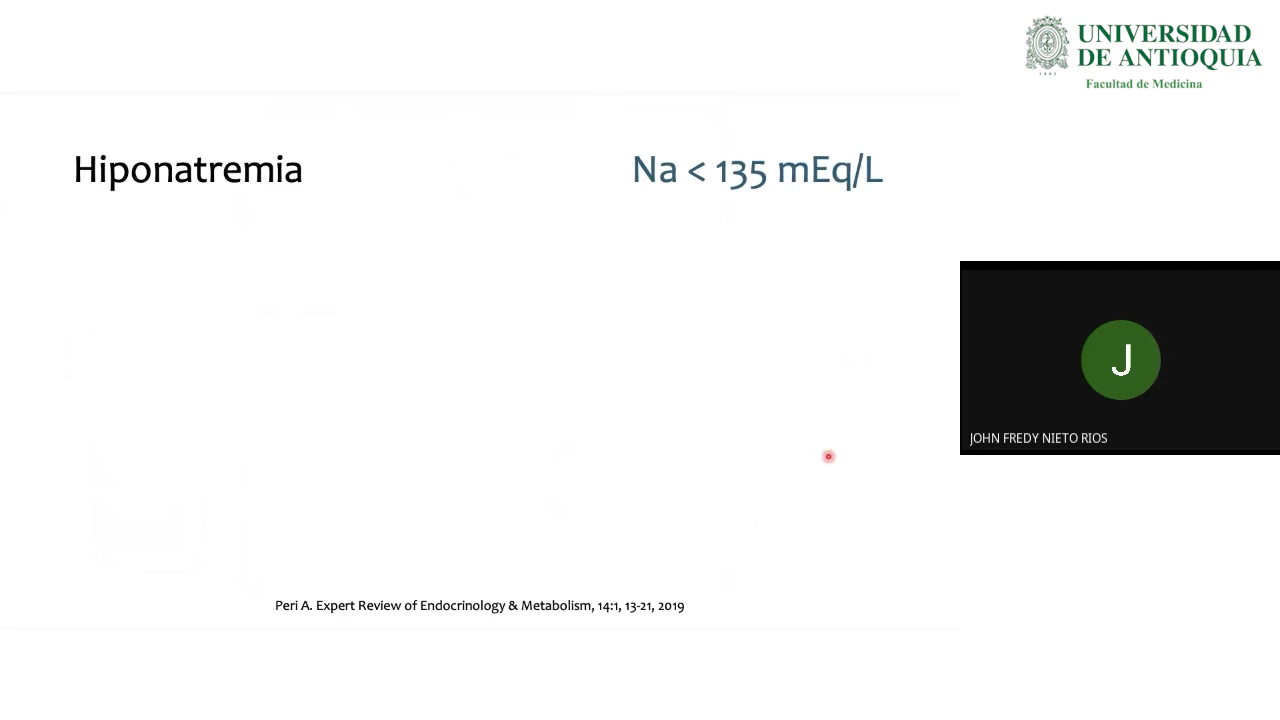 UNIVERSIDAD
DE ANTIOQUIA
1803
Facultad de Medicina
Hiponatremia
Na < 135 mEq/L
J
JOHN FREDY NIETO RIOS
Peri A. Expert Review of Endocrinology & Metabolism, 14:1, 13-21, 2019